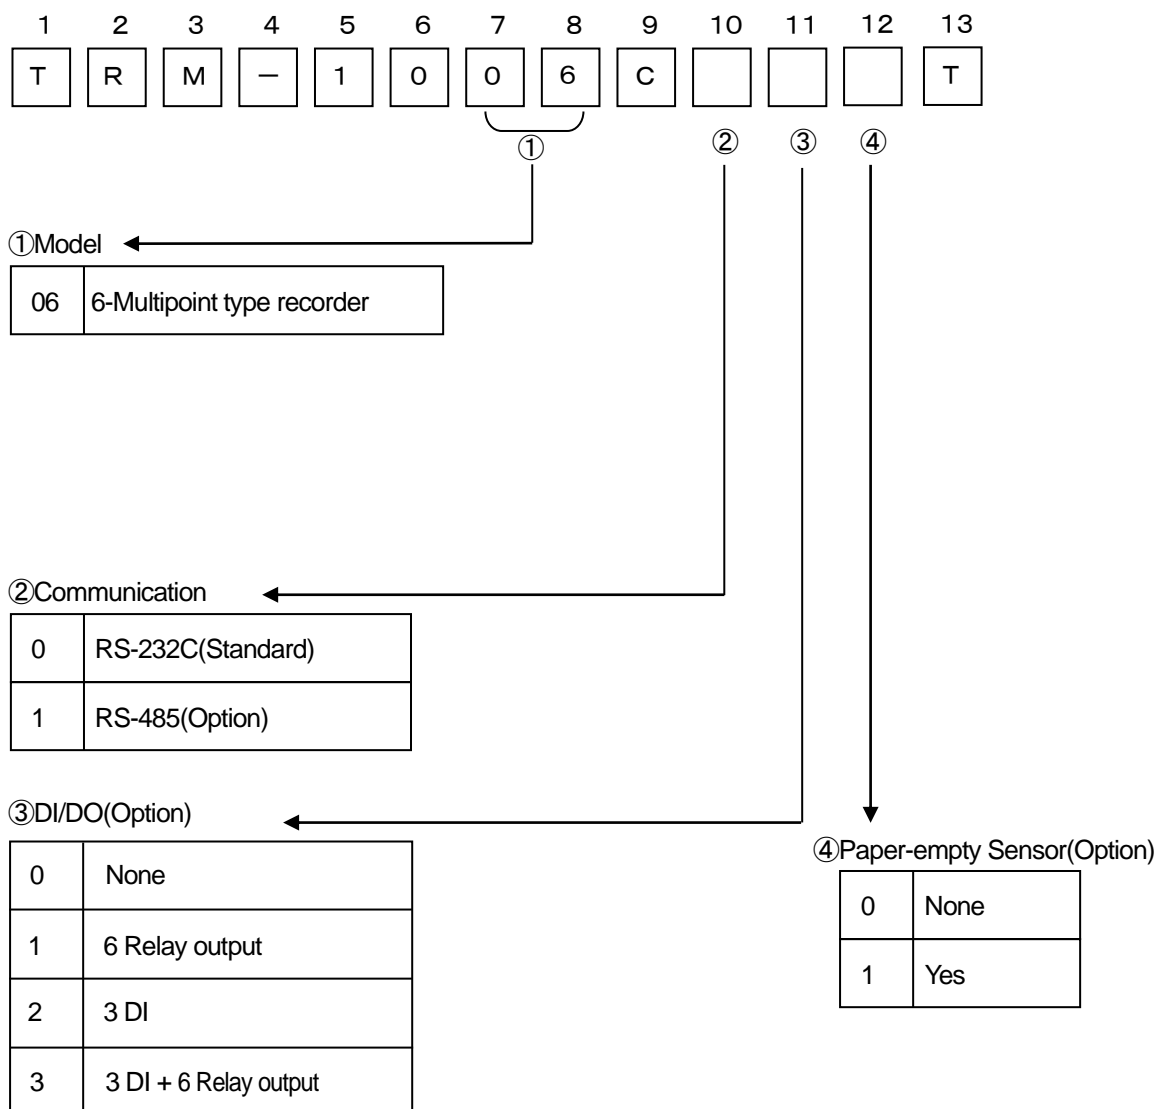 1 2 3 4 5 6 7 8 9 10 11 12 13
T R M − 1 0 0 6 C T
① ② ③ ④
①Model
06 6-Multipoint type recorder
②Communication
0 RS-232C(Standard)
1 RS-485(Option)
③DI/DO(Option)
0 None
1 6 Relay output
2 3 DI
3 3 DI + 6 Relay output
④Paper-empty Sensor(Option)
0 None
1 Yes